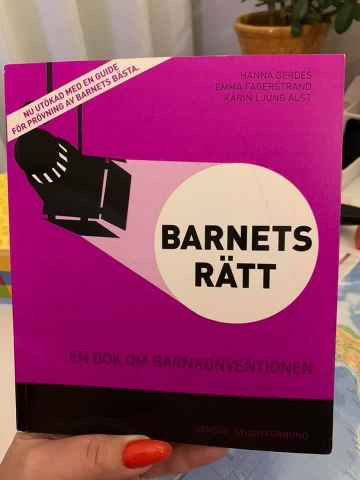 NU UTÖKAD MED EN GUIDE
FÖR PRÖVNING AV BARNETS BÄSTA.
HANNA GERDES
EMMA FAGERSTRAND
KARIN LJUNG AUST
BARNETS
RÄTT
EN BOK OM BARNKONVENTIONEN
SENSUS STUDIEFÖRBUND